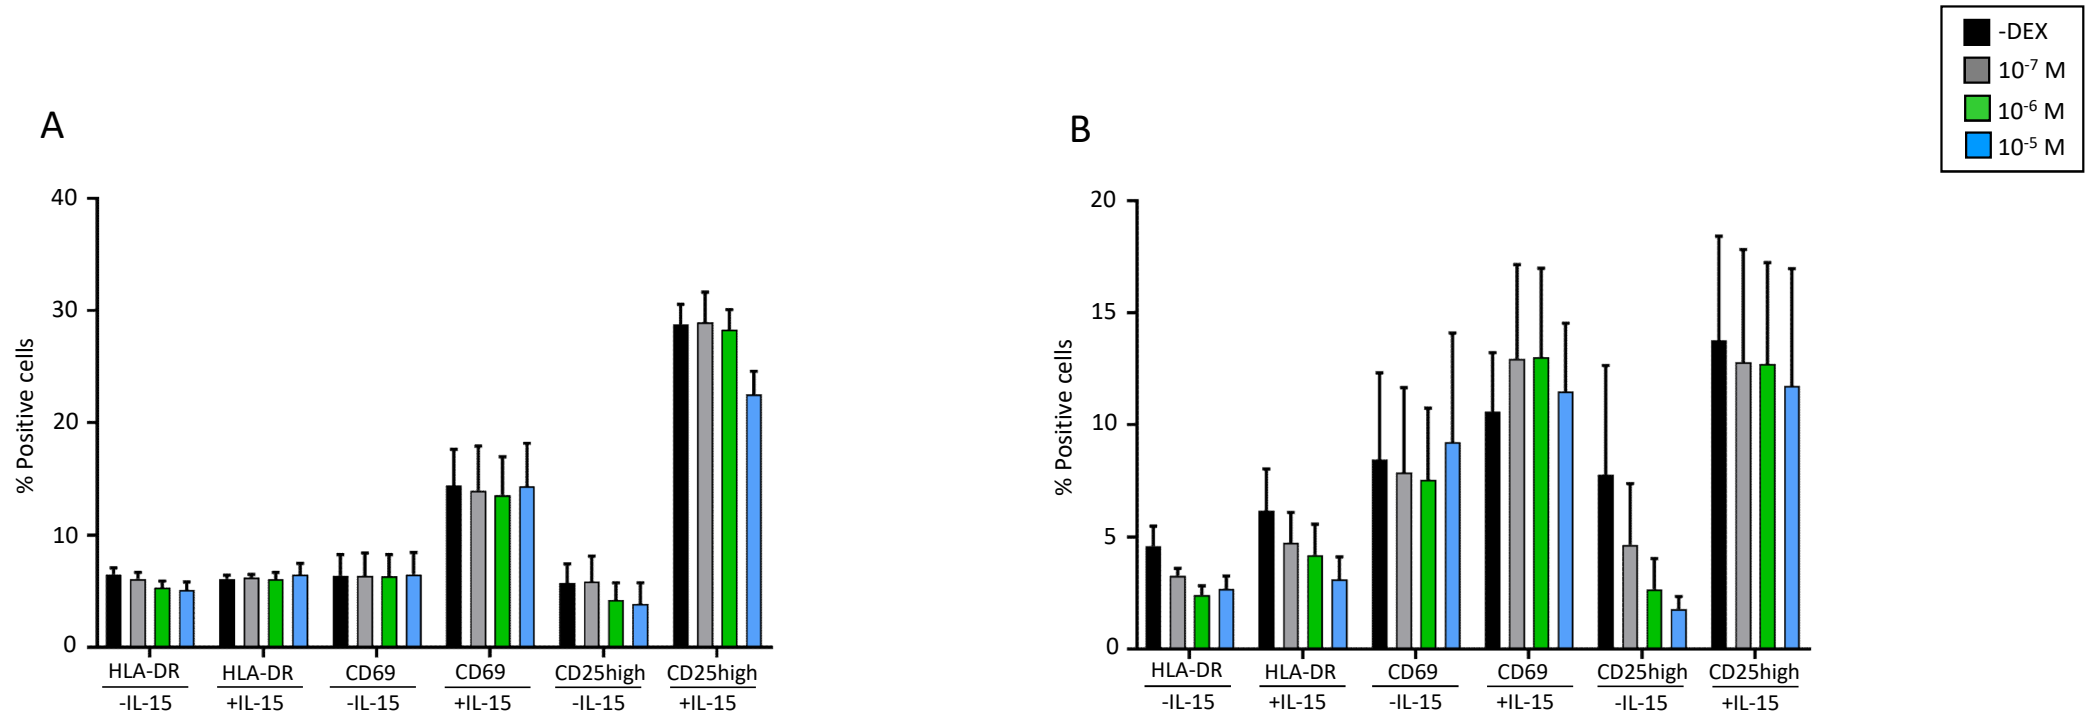 -DEX
10⁻⁷ M
10⁻⁶ M
10⁻⁵ M
A
% Positive cells
40
30
20
10
0
HLA-DR HLA-DR CD69 CD69 CD25high CD25high
-IL-15 +IL-15 -IL-15 +IL-15 -IL-15 +IL-15
B
% Positive cells
20
15
10
5
0
HLA-DR HLA-DR CD69 CD69 CD25high CD25high
-IL-15 +IL-15 -IL-15 +IL-15 -IL-15 +IL-15